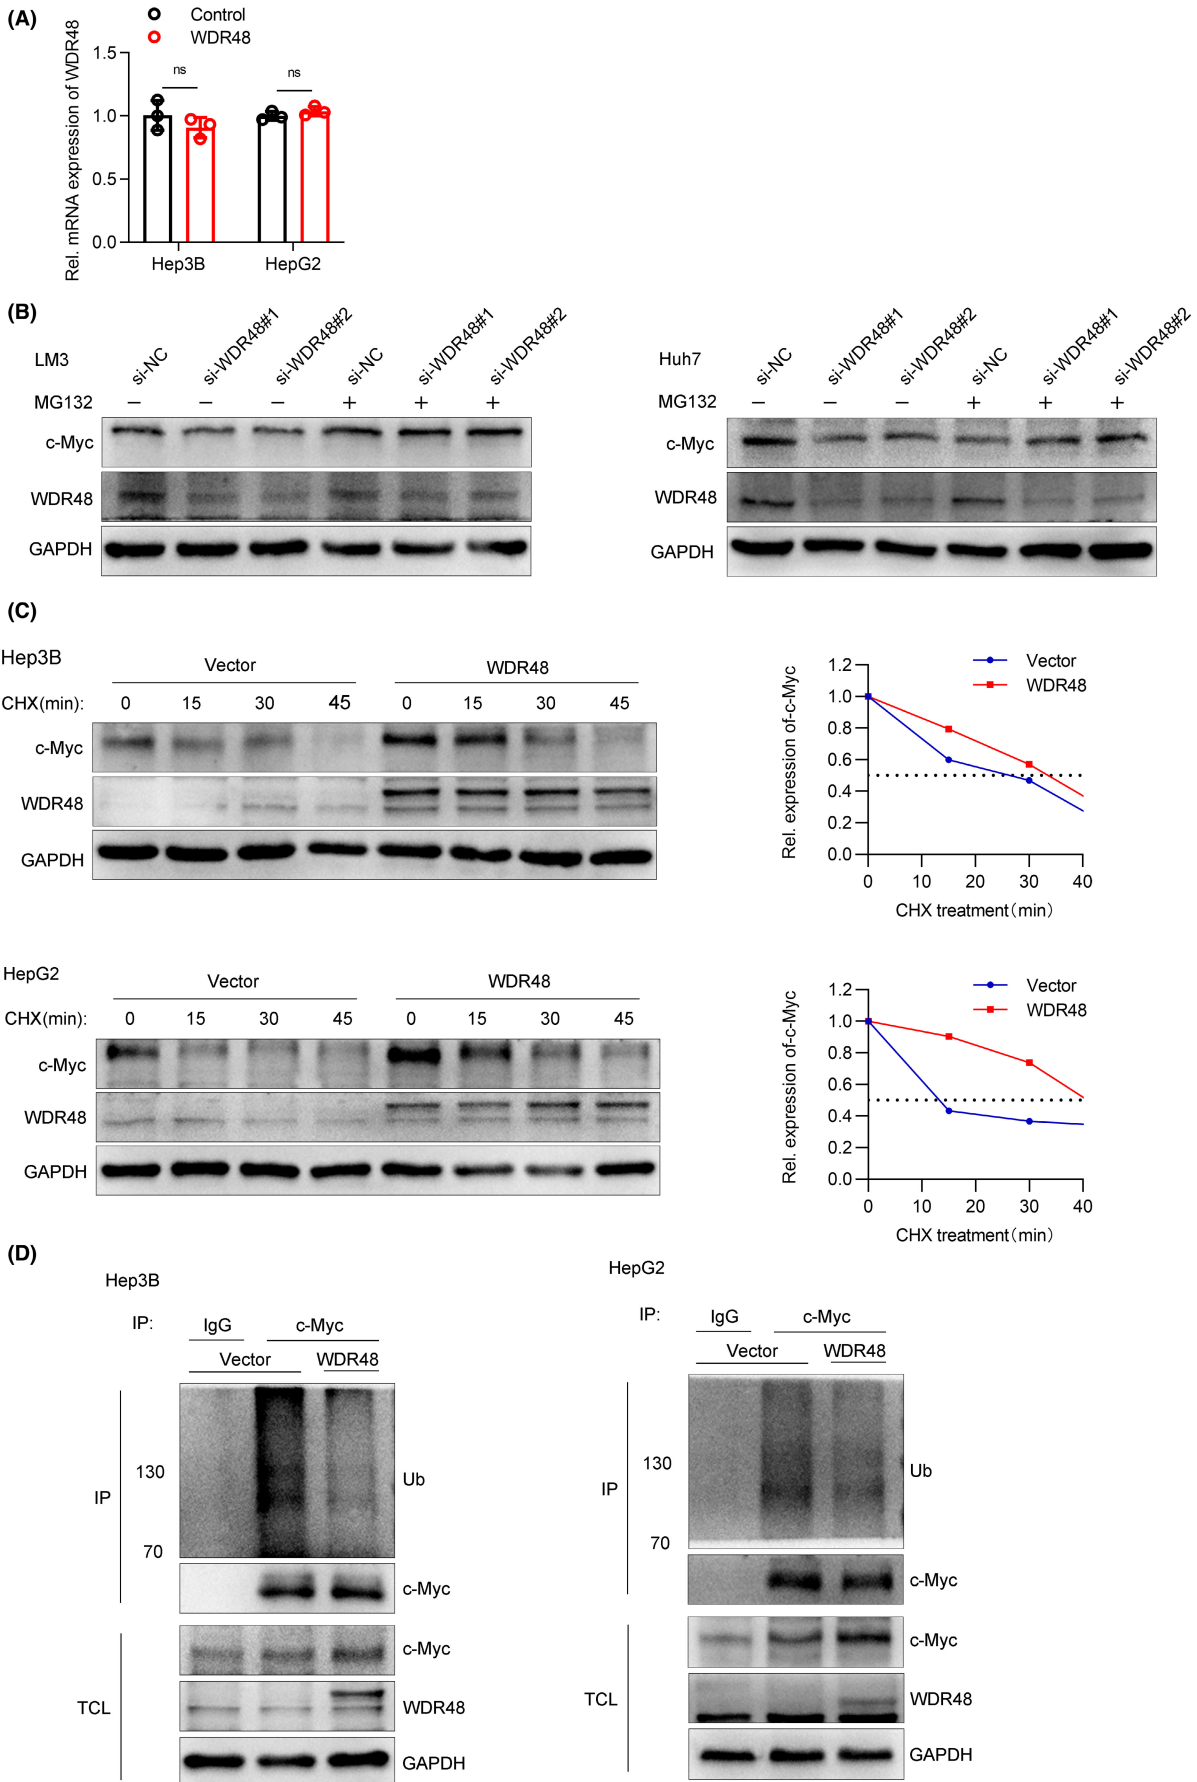 (A)
Control
WDR48
Rel. mRNA expression of WDR48
1.5
1.0
0.5
0.0
ns
ns
Hep3B
HepG2
(B)
LM3
si-NC
si-WDR48#1
si-WDR48#2
si-NC
si-WDR48#1
si-WDR48#2
MG132
− − − + + +
c-Myc
WDR48
GAPDH
Huh7
si-NC
si-WDR48#1
si-WDR48#2
si-NC
si-WDR48#1
si-WDR48#2
MG132
− − − + + +
c-Myc
WDR48
GAPDH
(C)
Hep3B
Vector
WDR48
CHX(min): 0 15 30 45 0 15 30 45
c-Myc
WDR48
GAPDH
Rel. expression of-c-Myc
1.2
1.0
0.8
0.6
0.4
0.2
0.0
Vector
WDR48
0 10 20 30 40
CHX treatment（min）
HepG2
Vector
WDR48
CHX(min): 0 15 30 45 0 15 30 45
c-Myc
WDR48
GAPDH
Rel. expression of-c-Myc
1.2
1.0
0.8
0.6
0.4
0.2
0.0
Vector
WDR48
0 10 20 30 40
CHX treatment（min）
(D)
Hep3B
IP: IgG c-Myc
Vector WDR48
IP
130
70
Ub
c-Myc
TCL
c-Myc
WDR48
GAPDH
HepG2
IP: IgG c-Myc
Vector WDR48
IP
130
70
Ub
c-Myc
TCL
c-Myc
WDR48
GAPDH